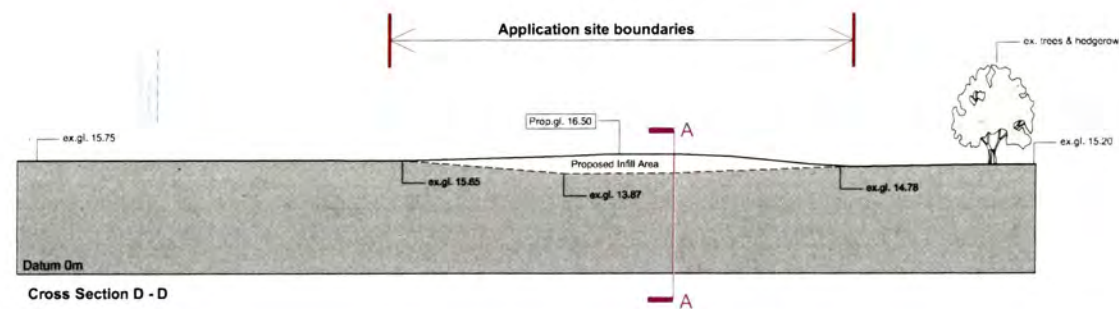 Application site boundaries
ex. trees & hedgerow
Prop.gl. 16.50
A
ex.gl. 15.75
ex.gl. 15.20
Proposed Infill Area
ex.gl. 15.65
ex.gl. 13.87
ex.gl. 14.78
Datum 0m
A
Cross Section D - D